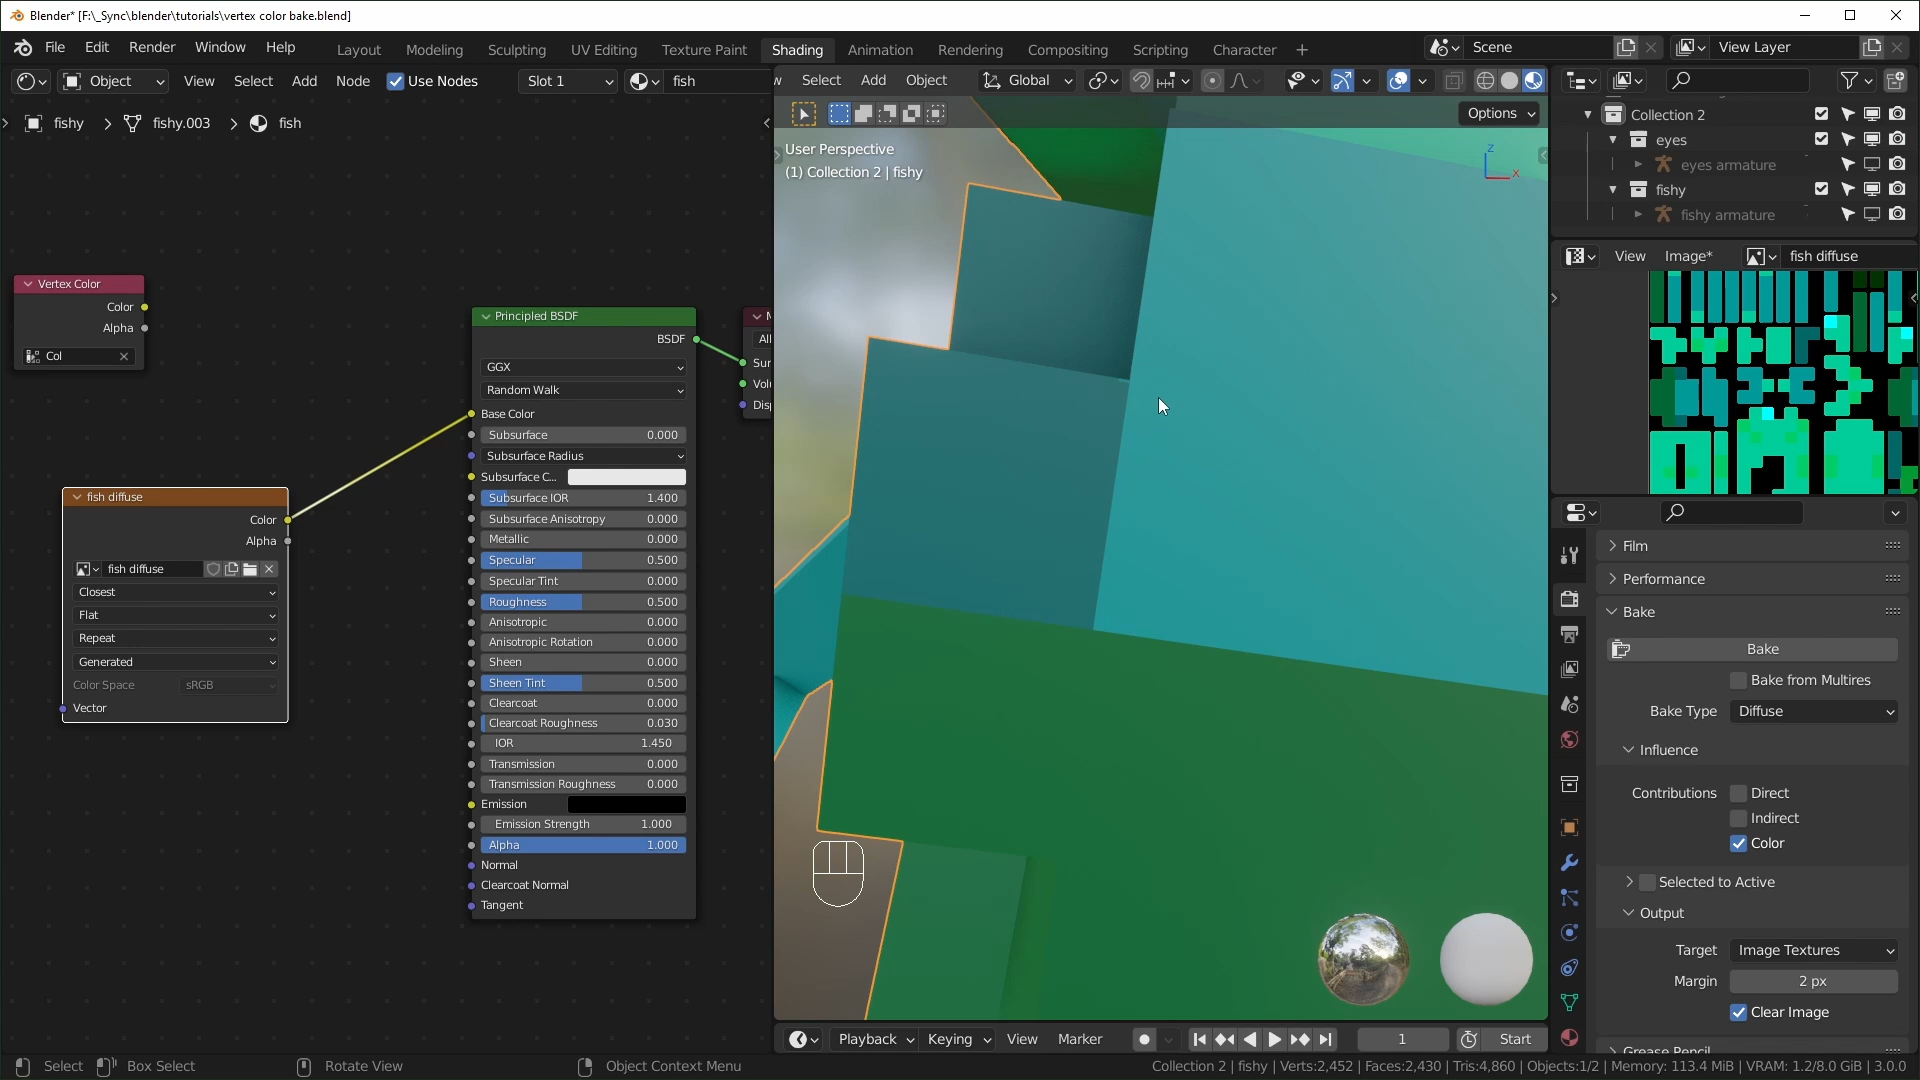 Blender* [F:\_Sync\blender\tutorials\vertex color bake.blend]
File Edit Render Window Help Layout Modeling Sculpting UV Editing Texture Paint Shading Animation Rendering Compositing Scripting Character + Scene View Layer
Object View Select Add Node Use Nodes Slot 1 fish
Select Add Object Global
Options
fishy > fishy.003 > fish
User Perspective
(1) Collection 2 | fishy
Z
X
Collection 2
eyes
eyes armature
fishy
fishy armature
View Image* fish diffuse
Vertex Color
Color
Alpha
Col
fish diffuse
Color
Alpha
fish diffuse
Closest
Flat
Repeat
Generated
Color Space sRGB
Vector
Principled BSDF
BSDF
GGX
Random Walk
Base Color
Subsurface 0.000
Subsurface Radius
Subsurface C...
Subsurface IOR 1.400
Subsurface Anisotropy 0.000
Metallic 0.000
Specular 0.500
Specular Tint 0.000
Roughness 0.500
Anisotropic 0.000
Anisotropic Rotation 0.000
Sheen 0.000
Sheen Tint 0.500
Clearcoat 0.000
Clearcoat Roughness 0.030
IOR 1.450
Transmission 0.000
Transmission Roughness 0.000
Emission
Emission Strength 1.000
Alpha 1.000
Normal
Clearcoat Normal
Tangent
Film
Performance
Bake
Bake
Bake from Multires
Bake Type Diffuse
Influence
Contributions Direct
Indirect
Color
Selected to Active
Output
Target Image Textures
Margin 2 px
Clear Image
Grease Pencil
Playback Keying View Marker 1 Start
Select Box Select Rotate View Object Context Menu Collection 2 | fishy | Verts:2,452 | Faces:2,430 | Tris:4,860 | Objects:1/2 | Memory: 113.4 MiB | VRAM: 1.2/8.0 GiB | 3.0.0